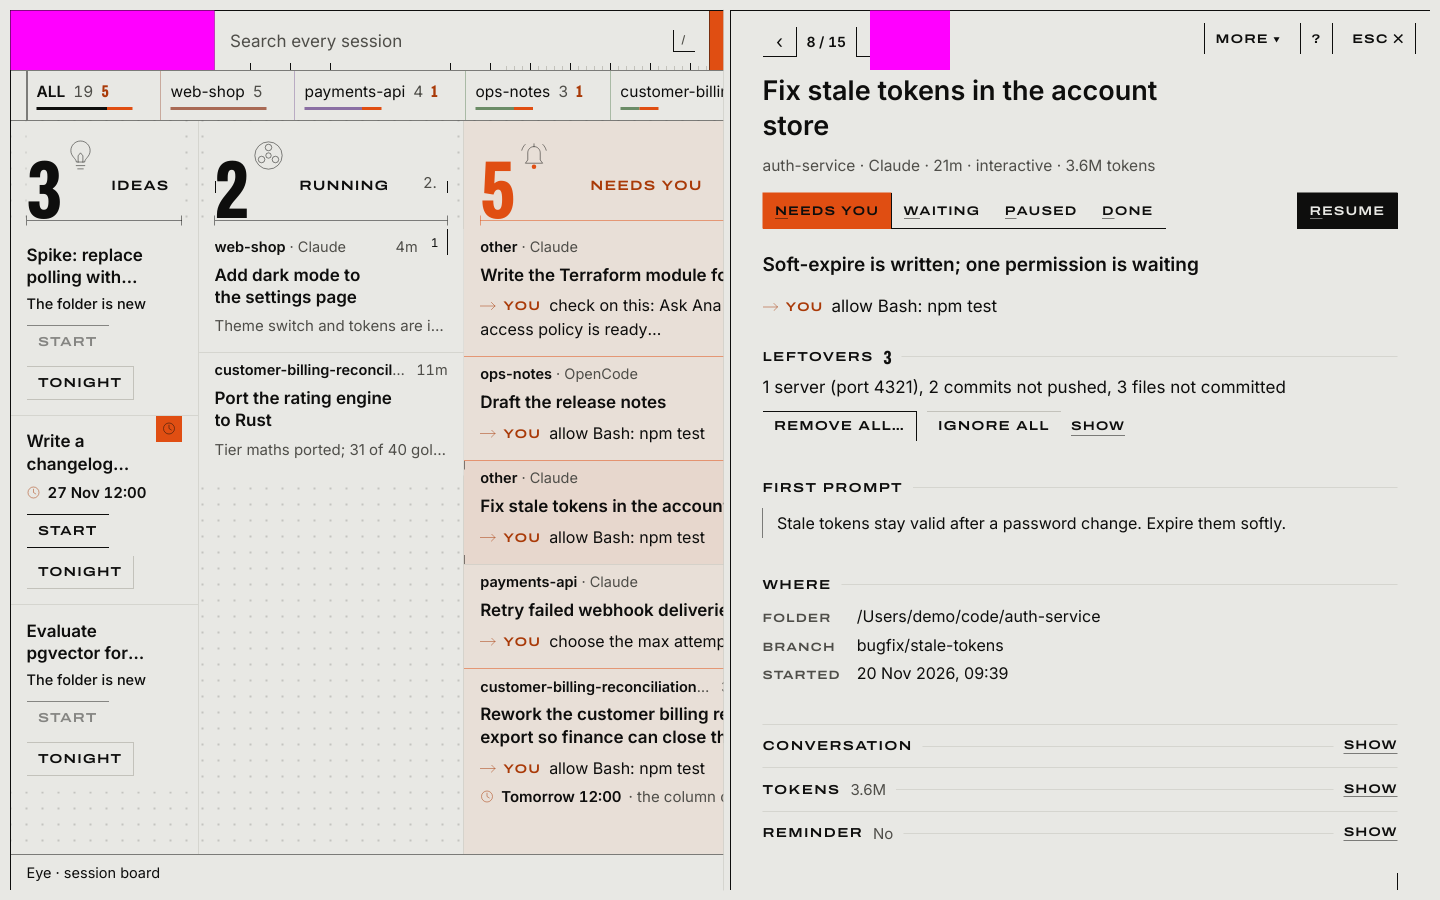 Search every session
/
ALL 19 5
web-shop 5
payments-api 4 1
ops-notes 3 1
3 IDEAS
2 RUNNING 2.
5 NEEDS YOU
Spike: replace
polling with...
The folder is new
START
TONIGHT
Write a
changelog...
27 Nov 12:00
START
TONIGHT
Evaluate
pgvector for...
The folder is new
START
TONIGHT
web-shop · Claude 4m 1
Add dark mode to
the settings page
Theme switch and tokens are i...
customer-billing-reconcil... 11m
Port the rating engine
to Rust
Tier maths ported; 31 of 40 gol...
other · Claude
Write the Terraform module
→ YOU check on this: Ask Ana
access policy is ready...
ops-notes · OpenCode
Draft the release notes
→ YOU allow Bash: npm test
other · Claude
Fix stale tokens in the
→ YOU allow Bash: npm test
payments-api · Claude
Retry failed webhook
→ YOU choose the max
customer-billing-reconciliation...
Rework the customer billing
export so finance can close
→ YOU allow Bash: npm test
Tomorrow 12:00 · the column
Eye · session board
‹ 8 / 15
MORE ▾ ? ESC ✕
Fix stale tokens in the account
store
auth-service · Claude · 21m · interactive · 3.6M tokens
NEEDS YOU WAITING PAUSED DONE RESUME
Soft-expire is written; one permission is waiting
→ YOU allow Bash: npm test
LEFTOVERS 3
1 server (port 4321), 2 commits not pushed, 3 files not committed
REMOVE ALL... IGNORE ALL SHOW
FIRST PROMPT
Stale tokens stay valid after a password change. Expire them softly.
WHERE
FOLDER /Users/demo/code/auth-service
BRANCH bugfix/stale-tokens
STARTED 20 Nov 2026, 09:39
CONVERSATION SHOW
TOKENS 3.6M SHOW
REMINDER No SHOW